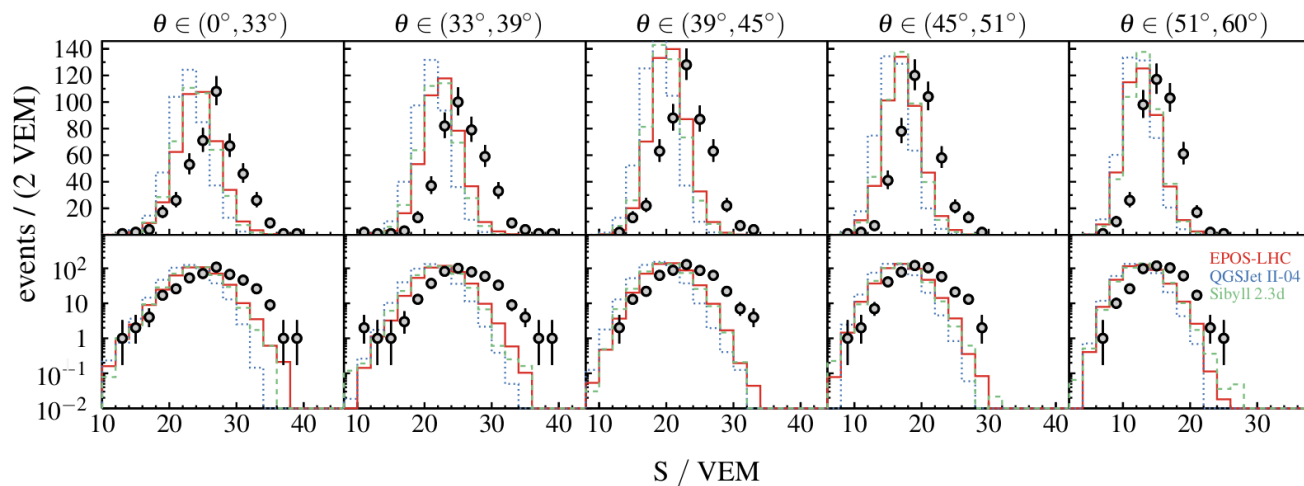 θ ∈ (0°,33°) θ ∈ (33°,39°) θ ∈ (39°,45°) θ ∈ (45°,51°) θ ∈ (51°,60°)
140
120
100
80
60
40
20
events / (2 VEM)
10²
10
1
10⁻¹
10⁻²
EPOS-LHC
QGSJet II-04
Sibyll 2.3d
10 20 30 40 10 20 30 40 10 20 30 40 10 20 30 40 10 20 30
S / VEM